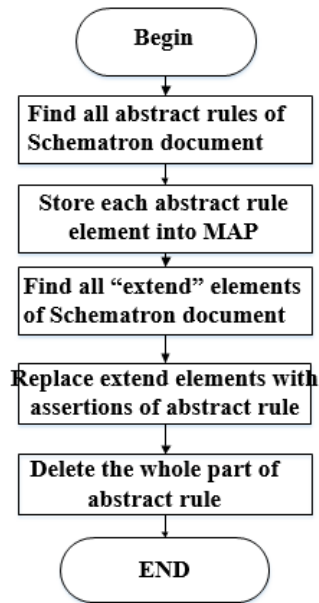 Begin
Find all abstract rules of
Schematron document
Store each abstract rule
element into MAP
Find all “extend” elements
of Schematron document
Replace extend elements with
assertions of abstract rule
Delete the whole part of
abstract rule
END